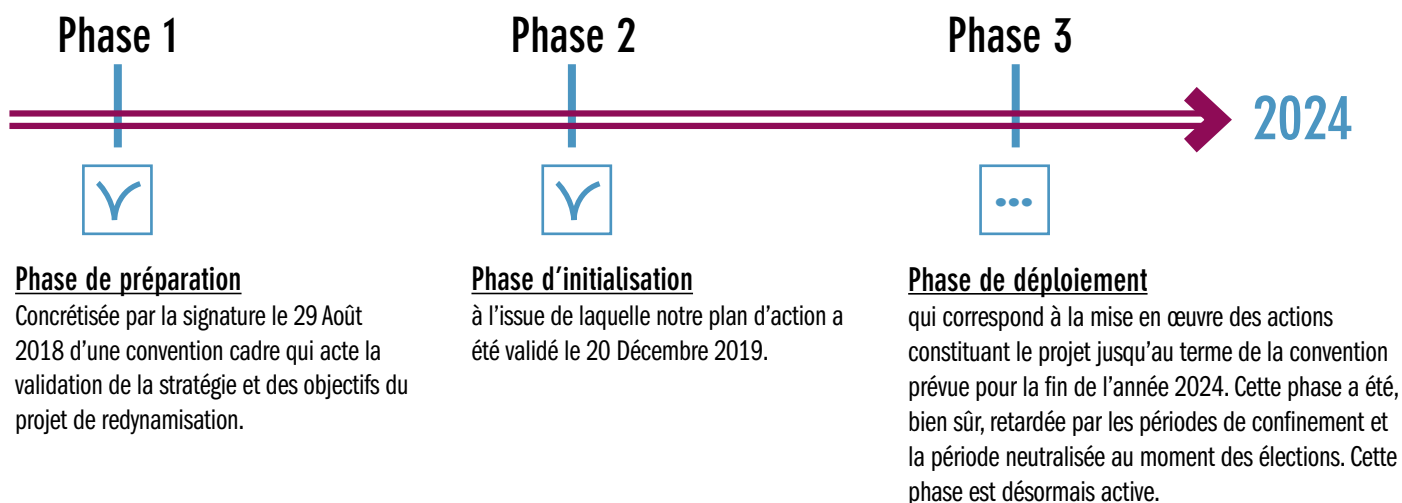 Phase 1
Phase 2
Phase 3
2024
Phase de préparation
Concrétisée par la signature le 29 Août
2018 d’une convention cadre qui acte la
validation de la stratégie et des objectifs du
projet de redynamisation.
Phase d’initialisation
à l’issue de laquelle notre plan d’action a
été validé le 20 Décembre 2019.
Phase de déploiement
qui correspond à la mise en œuvre des actions
constituant le projet jusqu’au terme de la convention
prévue pour la fin de l’année 2024. Cette phase a été,
bien sûr, retardée par les périodes de confinement et
la période neutralisée au moment des élections. Cette
phase est désormais active.